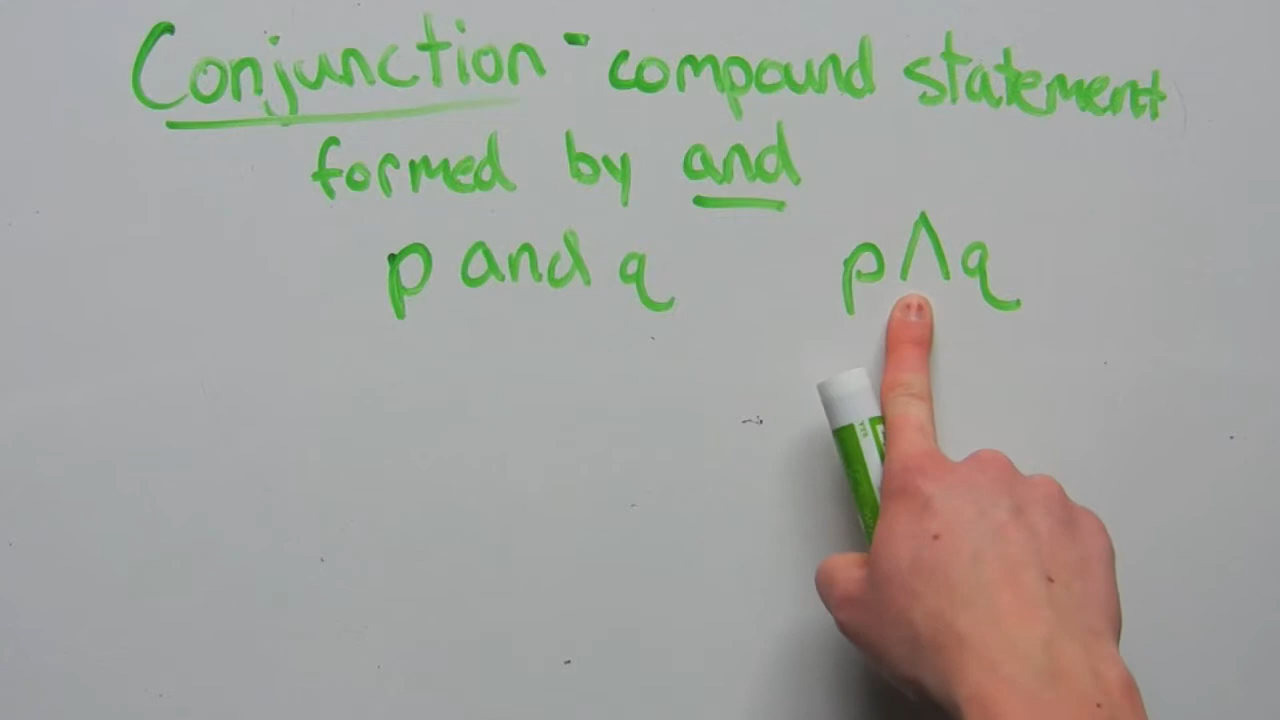 Conjunction - compound statement
formed by and
p and q p ∧ q